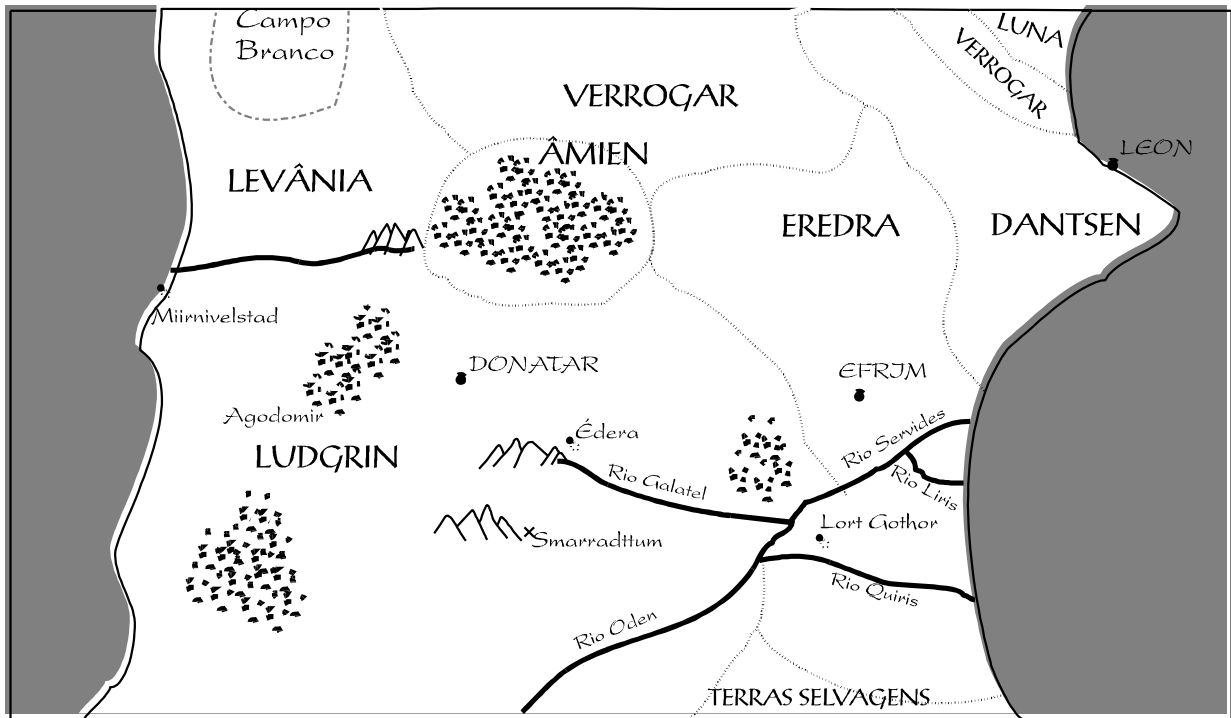 Campo
Branco
LUNA
VERROGAR
VERROGAR
ÂMIEN
LEON
LEVÂNIA
EREDRA
DANTSEN
Miirnivelstad
DONATAR
EFRIM
Agodomir
Édera
Rio Servides
LUDGRIN
Rio Galatel
Rio Liris
Lort Gothor
Smarradttum
Rio Quiris
Rio Oden
TERRAS SELVAGENS